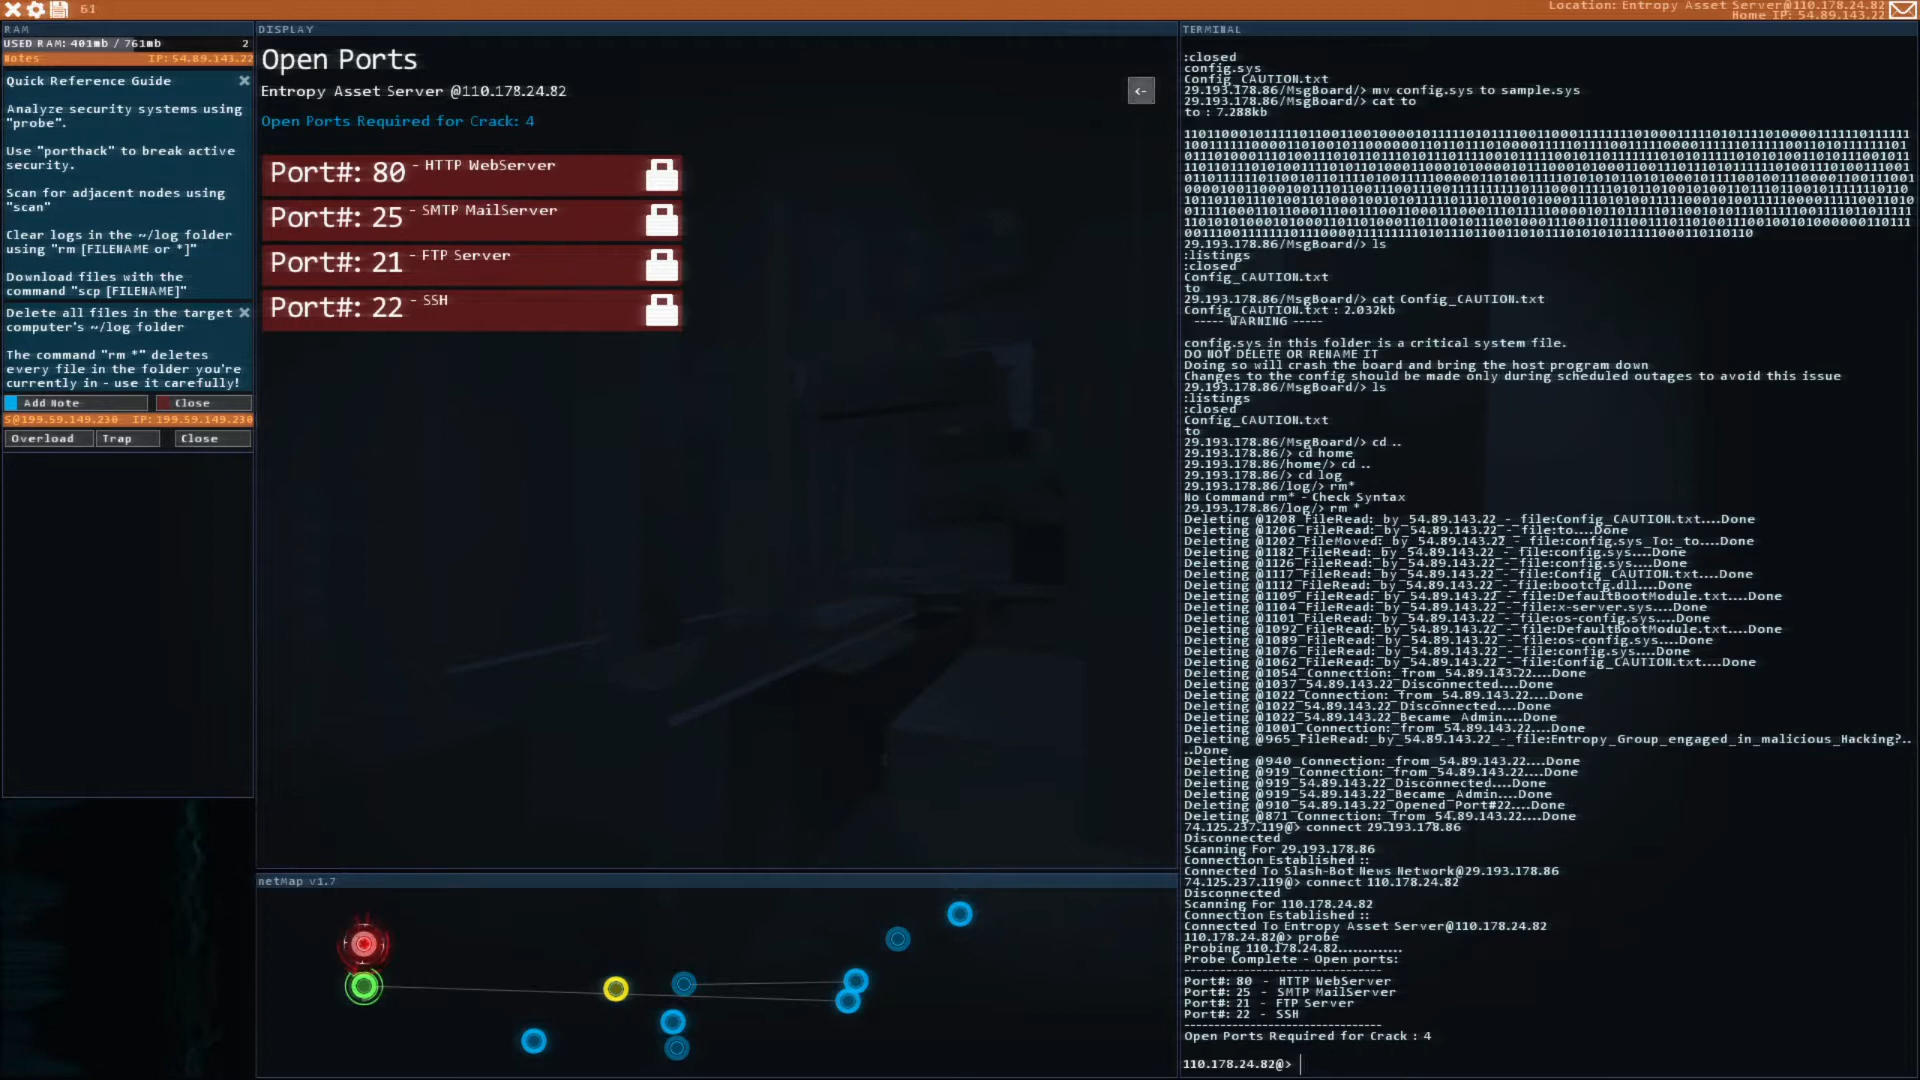 61
Location: Entropy Asset Server@110.178.24.82
Home IP: 54.89.143.22
RAM
USED RAM: 401mb / 761mb 2
Notes IP: 54.89.143.22
Quick Reference Guide
Analyze security systems using
"probe".
Use "porthack" to break active
security.
Scan for adjacent nodes using
"scan"
Clear logs in the ~/log folder
using "rm [FILENAME or *]"
Download files with the
command "scp [FILENAME]"
Delete all files in the target
computer's ~/log folder
The command "rm *" deletes
every file in the folder you're
currently in - use it carefully!
Add Note Close
S@199.59.149.230 IP: 199.59.149.230
Overload Trap Close
DISPLAY
Open Ports
Entropy Asset Server @110.178.24.82
<-
Open Ports Required for Crack: 4
Port#: 80 - HTTP WebServer
Port#: 25 - SMTP MailServer
Port#: 21 - FTP Server
Port#: 22 - SSH
netMap v1.7
TERMINAL
:closed
config.sys
Config_CAUTION.txt
29.193.178.86/MsgBoard/> mv config.sys to sample.sys
29.193.178.86/MsgBoard/> cat to
to : 7.288kb
29.193.178.86/MsgBoard/> ls
:listings
:closed
Config_CAUTION.txt
to
29.193.178.86/MsgBoard/> cat Config_CAUTION.txt
Config_CAUTION.txt : 2.032kb
----- WARNING -----
config.sys in this folder is a critical system file.
DO NOT DELETE OR RENAME IT
Doing so will crash the board and bring the host program down
Changes to the config should be made only during scheduled outages to avoid this issue
29.193.178.86/MsgBoard/> ls
:listings
:closed
Config_CAUTION.txt
to
29.193.178.86/MsgBoard/> cd ..
29.193.178.86/> cd home
29.193.178.86/home/> cd ..
29.193.178.86/> cd log
29.193.178.86/log/> rm*
No Command rm* - Check Syntax
29.193.178.86/log/> rm *
Deleting @1208_FileRead:_by_54.89.143.22_-_file:Config_CAUTION.txt....Done
Deleting @1206_FileRead:_by_54.89.143.22_-_file:to....Done
Deleting @1202_FileMoved:_by_54.89.143.22_-_file:config.sys_To:_to....Done
Deleting @1182_FileRead:_by_54.89.143.22_-_file:config.sys....Done
Deleting @1126_FileRead:_by_54.89.143.22_-_file:config.sys....Done
Deleting @1117_FileRead:_by_54.89.143.22_-_file:Config_CAUTION.txt....Done
Deleting @1112_FileRead:_by_54.89.143.22_-_file:bootcfg.dll....Done
Deleting @1109_FileRead:_by_54.89.143.22_-_file:DefaultBootModule.txt....Done
Deleting @1104_FileRead:_by_54.89.143.22_-_file:x-server.sys....Done
Deleting @1101_FileRead:_by_54.89.143.22_-_file:os-config.sys....Done
Deleting @1092_FileRead:_by_54.89.143.22_-_file:DefaultBootModule.txt....Done
Deleting @1089_FileRead:_by_54.89.143.22_-_file:os-config.sys....Done
Deleting @1076_FileRead:_by_54.89.143.22_-_file:config.sys....Done
Deleting @1062_FileRead:_by_54.89.143.22_-_file:Config_CAUTION.txt....Done
Deleting @1054_Connection:_from_54.89.143.22....Done
Deleting @1037_54.89.143.22_Disconnected....Done
Deleting @1022_Connection:_from_54.89.143.22....Done
Deleting @1022_54.89.143.22_Disconnected....Done
Deleting @1022_54.89.143.22_Became_Admin....Done
Deleting @1001_Connection:_from_54.89.143.22....Done
Deleting @965_FileRead:_by_54.89.143.22_-_file:Entropy_Group_engaged_in_malicious_Hacking?..
..Done
Deleting @940_Connection:_from_54.89.143.22....Done
Deleting @919_Connection:_from_54.89.143.22....Done
Deleting @919_54.89.143.22_Disconnected....Done
Deleting @919_54.89.143.22_Became_Admin....Done
Deleting @910_54.89.143.22_Opened_Port#22....Done
Deleting @871_Connection:_from_54.89.143.22....Done
74.125.237.119@> connect 29.193.178.86
Disconnected
Scanning For 29.193.178.86
Connection Established ::
Connected To Slash-Bot News Network@29.193.178.86
74.125.237.119@> connect 110.178.24.82
Disconnected
Scanning For 110.178.24.82
Connection Established ::
Connected To Entropy Asset Server@110.178.24.82
110.178.24.82@> probe
Probing 110.178.24.82.............
Probe Complete - Open ports:
---------------------------------
Port#: 80 - HTTP WebServer
Port#: 25 - SMTP MailServer
Port#: 21 - FTP Server
Port#: 22 - SSH
---------------------------------
Open Ports Required for Crack : 4
110.178.24.82@>